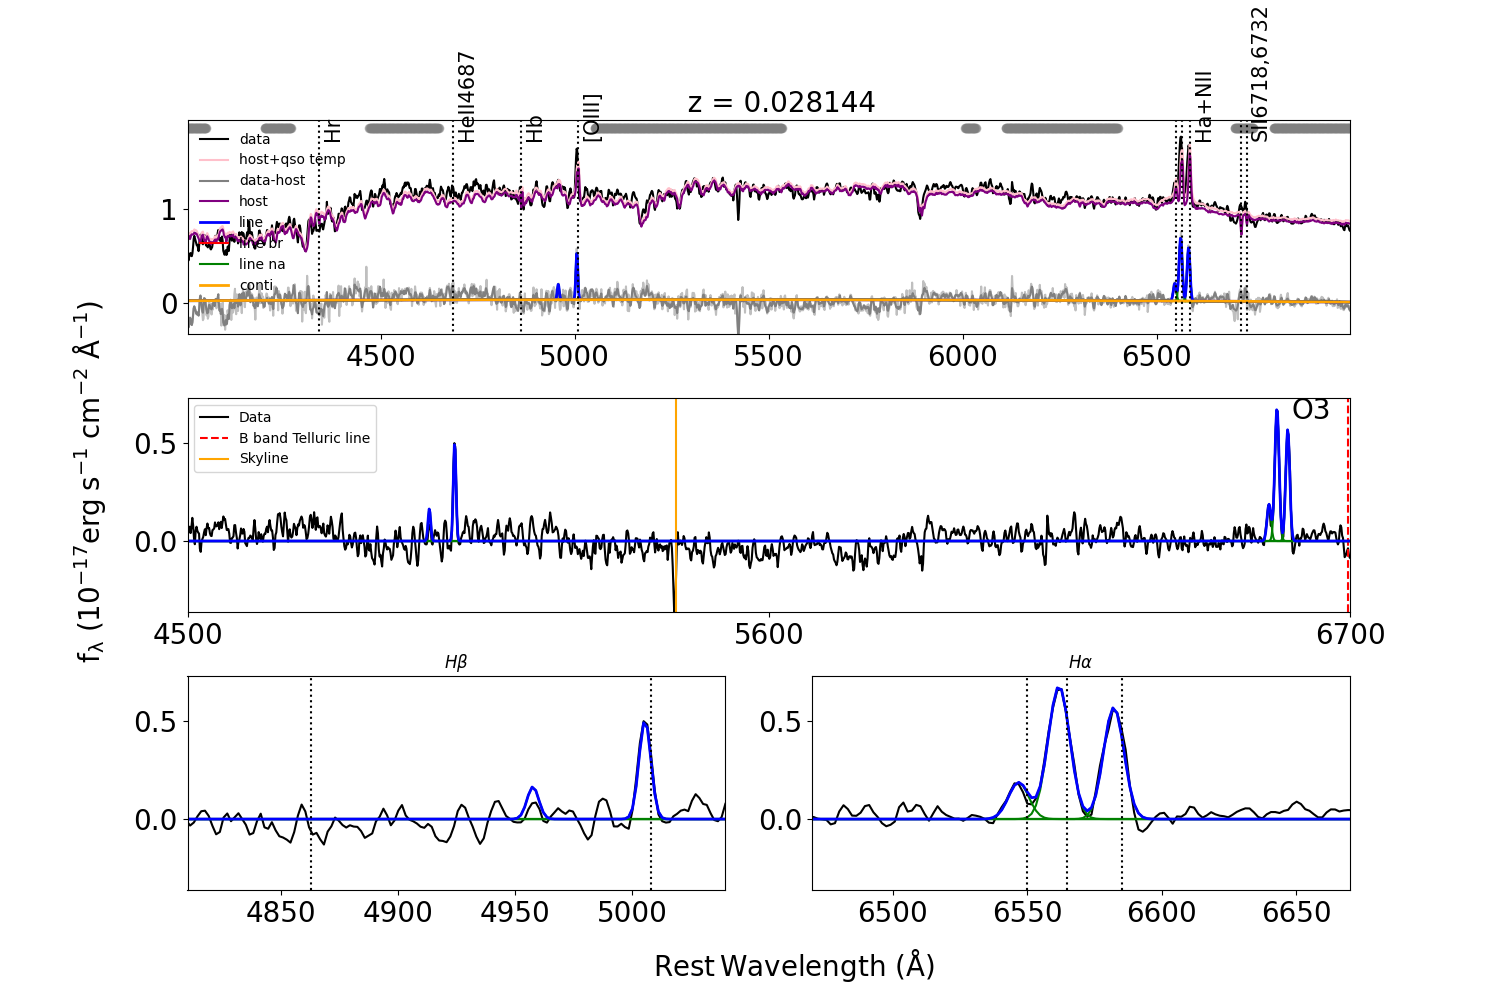 z = 0.028144
Hr
HeII4687
Hb
[OIII]
Ha+NII
SII6718,6732
data
host+qso temp
data-host
host
line
line br
line na
conti
1
0
4500
5000
5500
6000
6500
f_λ (10⁻¹⁷erg s⁻¹ cm⁻² Å⁻¹)
Data
B band Telluric line
Skyline
O3
0.5
0.0
4500
5600
6700
Hβ
0.5
0.0
4850
4900
4950
5000
Hα
0.5
0.0
6500
6550
6600
6650
Rest Wavelength (Å)